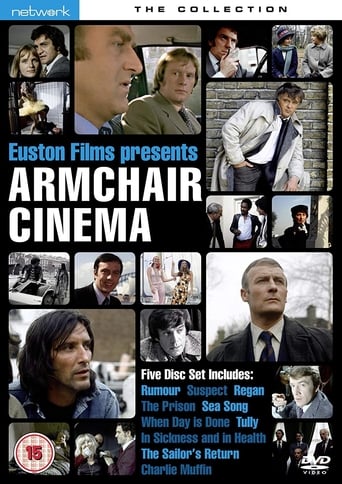 network
THE COLLECTION
Euston Films presents
ARMCHAIR
CINEMA
Five Disc Set Includes:
Rumour Suspect Regan
The Prison Sea Song
When Day is Done Tully
In Sickness and in Health
The Sailor's Return
Charlie Muffin
15
DVD
VIDEO